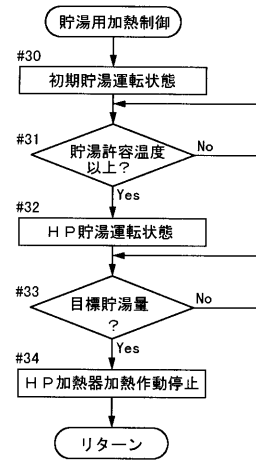 貯湯用加熱制御
#30
初期貯湯運転状態
#31
貯湯許容温度
以上?
No
Yes
#32
HP貯湯運転状態
#33
目標貯湯量
?
No
Yes
#34
HP加熱器加熱作動停止
リターン